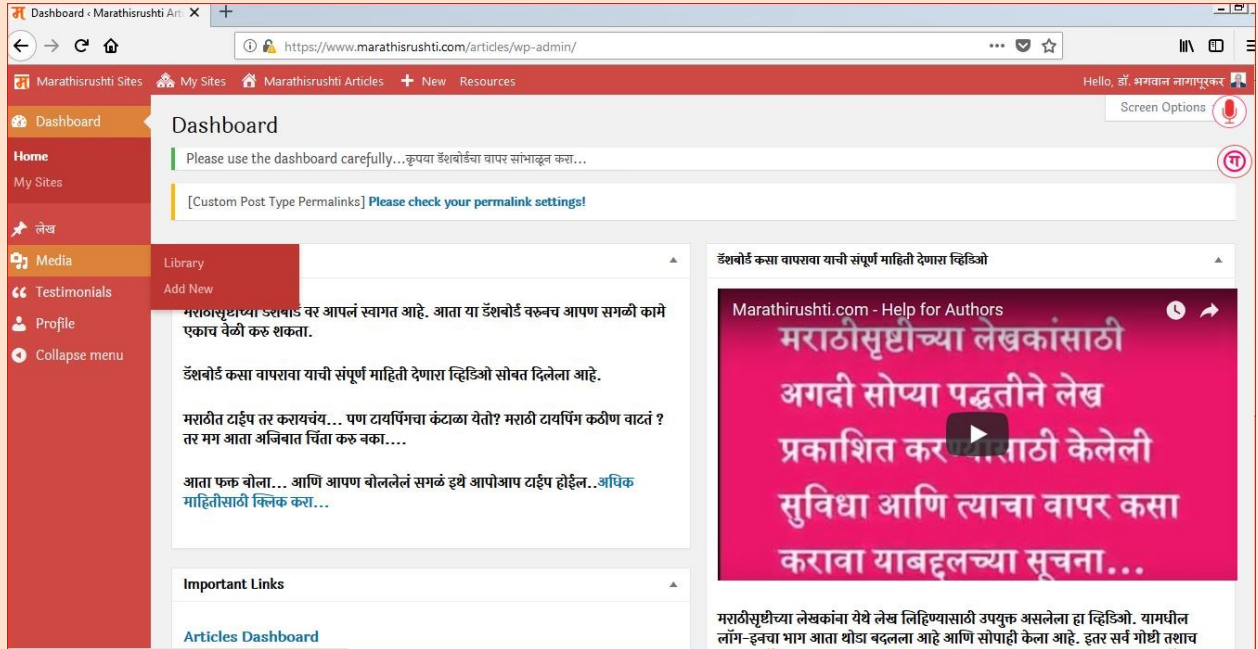 Dashboard ‹ Marathisrushti Art
https://www.marathisrushti.com/articles/wp-admin/
Marathisrushti Sites My Sites Marathisrushti Articles + New Resources
Hello, डॉ. भगवान नागापूरकर
Screen Options
Dashboard
Home
My Sites
लेख
Media
Library
Add New
Testimonials
Profile
Collapse menu
Dashboard
Please use the dashboard carefully...कृपया डॅशबोर्डचा वापर सांभाळून करा...
[Custom Post Type Permalinks] Please check your permalink settings!
मराठीसृष्टीच्या डॅशबोर्ड वर आपलं स्वागत आहे. आता या डॅशबोर्ड वरुनच आपण सगळी कामे
एकाच वेळी करु शकता.
डॅशबोर्ड कसा वापरावा याची संपूर्ण माहिती देणारा व्हिडिओ सोबत दिलेला आहे.
मराठीत टाईप तर करायचंय... पण टायपिंगचा कंटाळा येतो? मराठी टायपिंग कठीण वाटतं ?
तर मग आता अजिबात चिंता करु नका....
आता फक्त बोला... आणि आपण बोललेलं सगळं इथे आपोआप टाईप होईल..अधिक
माहितीसाठी क्लिक करा...
Important Links
Articles Dashboard
डॅशबोर्ड कसा वापरावा याची संपूर्ण माहिती देणारा व्हिडिओ
Marathirushti.com - Help for Authors
मराठीसृष्टीच्या लेखकांसाठी
अगदी सोप्या पद्धतीने लेख
प्रकाशित करण्यासाठी केलेली
सुविधा आणि त्याचा वापर कसा
करावा याबद्दलच्या सूचना...
मराठीसृष्टीच्या लेखकांना येथे लेख लिहिण्यासाठी उपयुक्त असलेला हा व्हिडिओ. यामधील
लॉग-इनचा भाग आता थोडा बदलला आहे आणि सोपाही केला आहे. इतर सर्व गोष्टी तशाच
ग